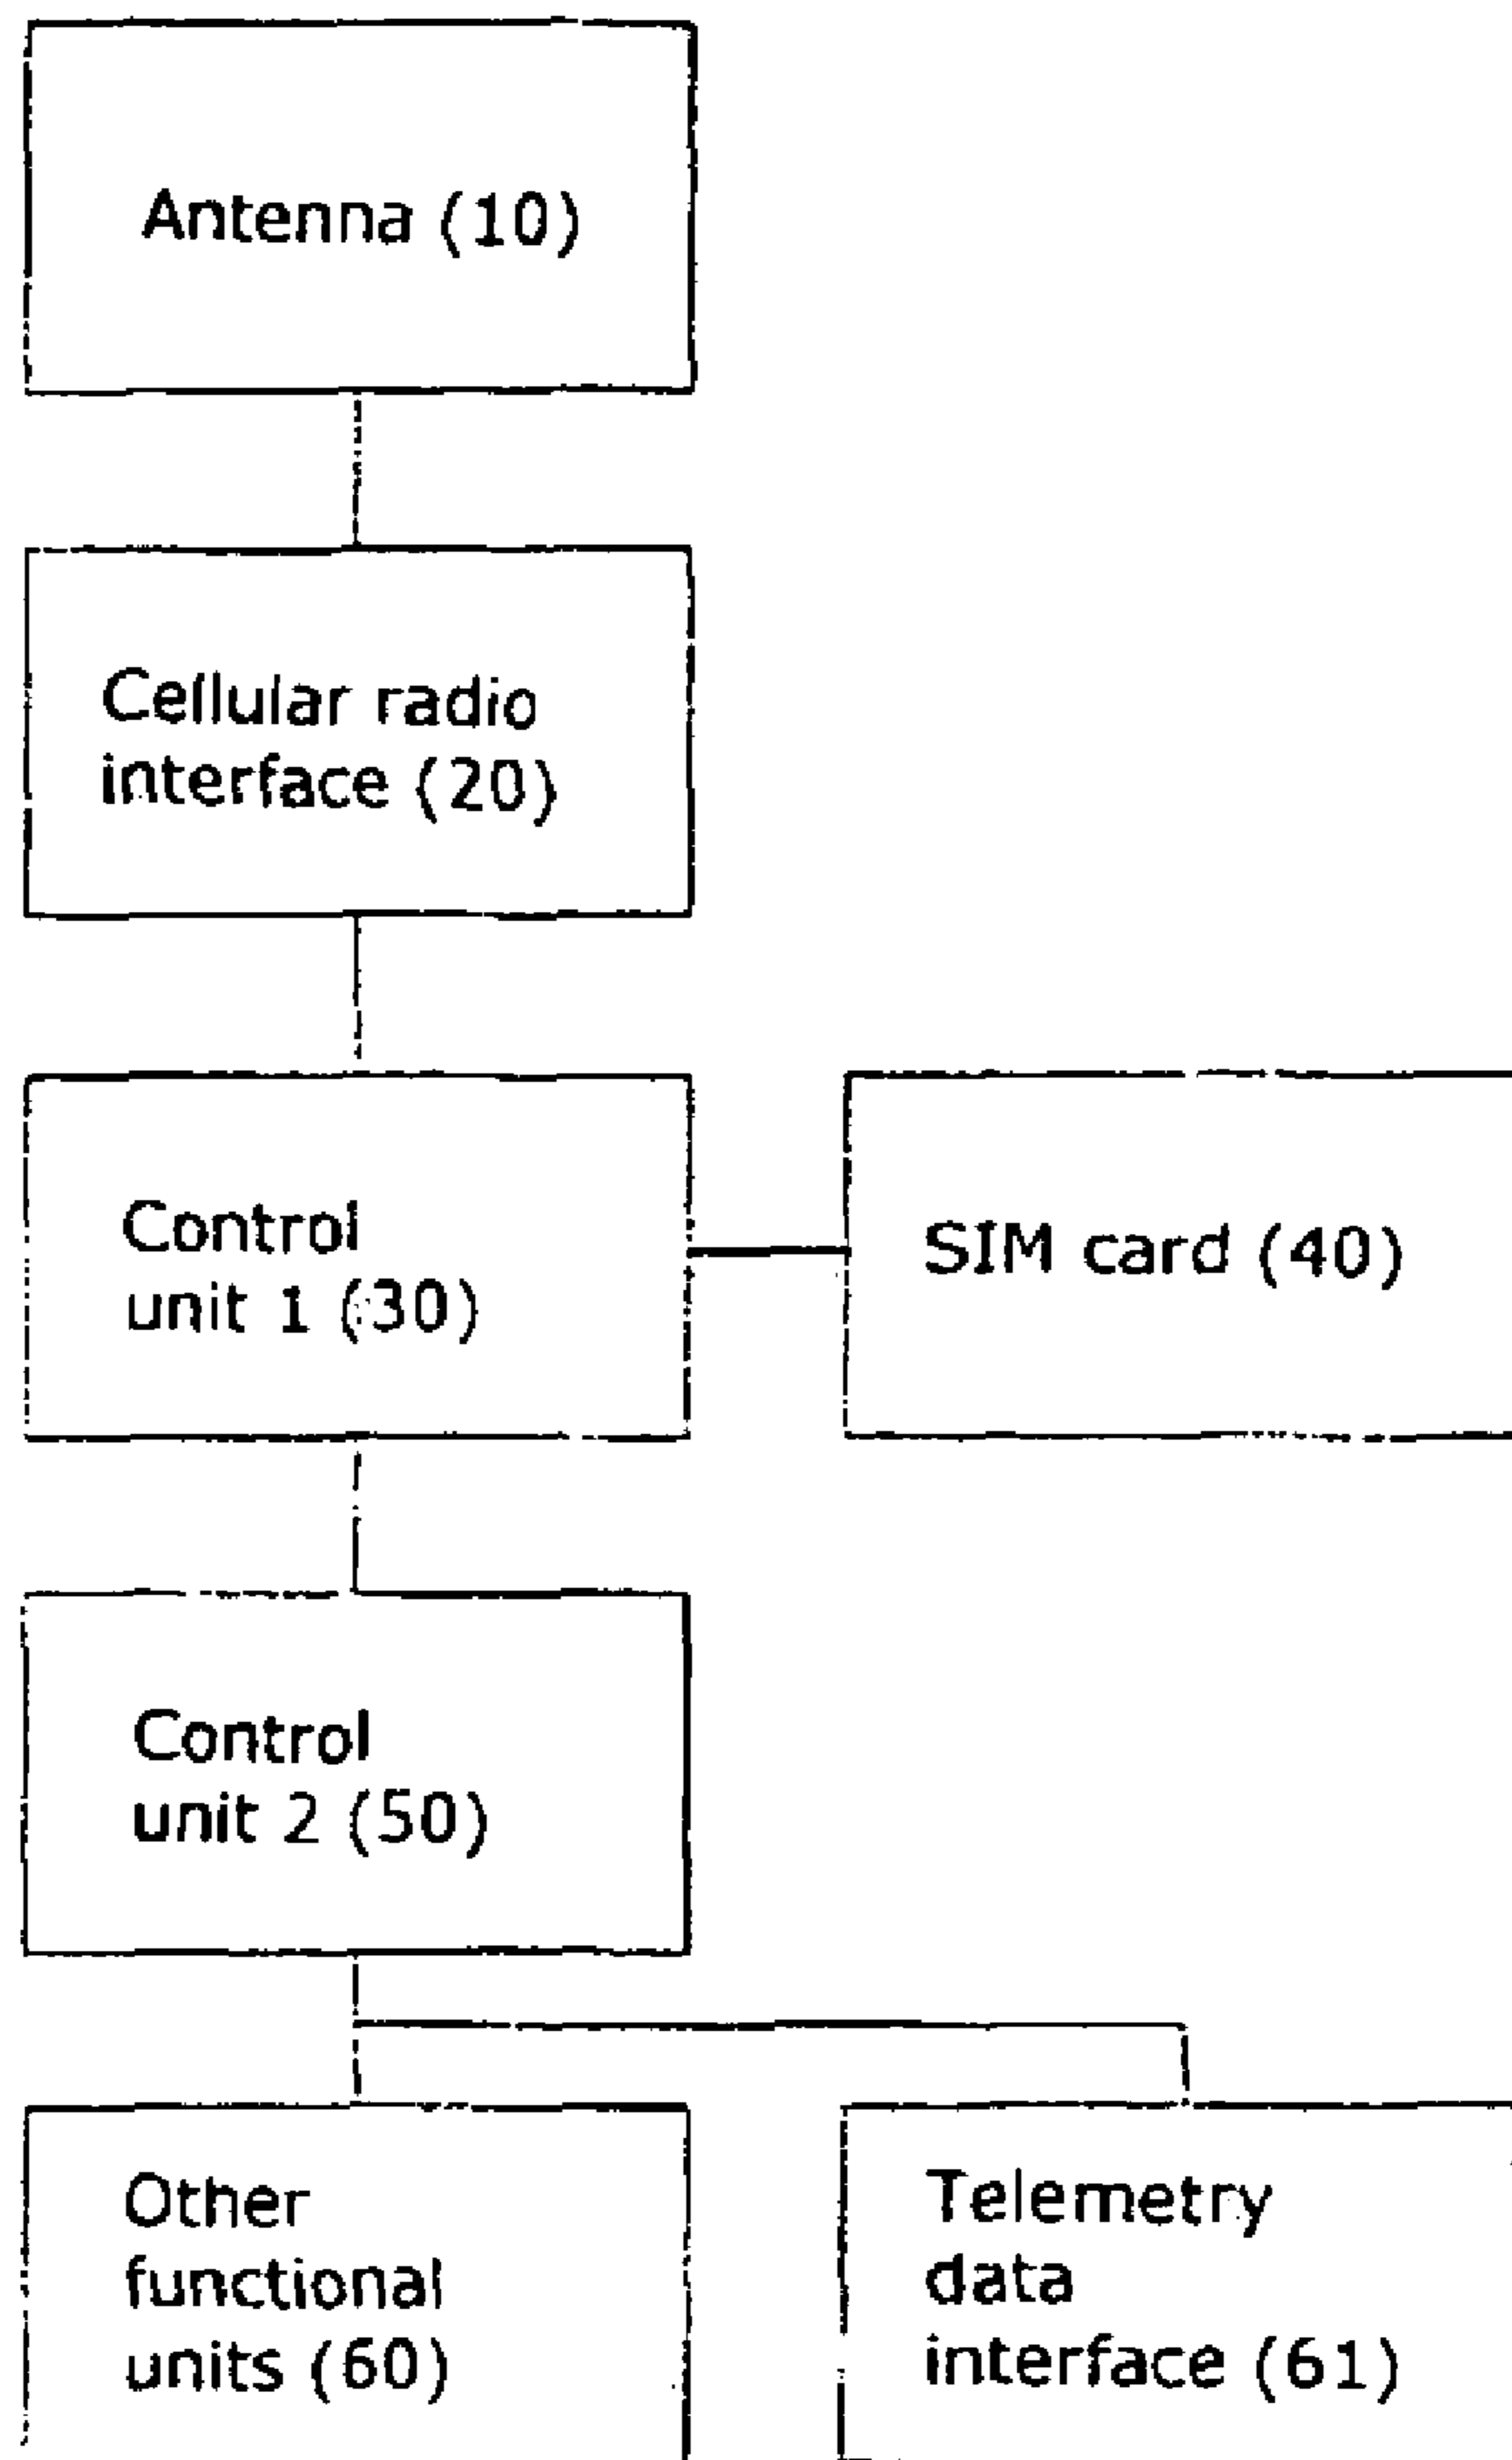 Antenna (10)
Cellular radio
interface (20)
Control
unit 1 (30)
SIM card (40)
Control
unit 2 (50)
Other
functional
units (60)
Telemetry
data
interface (61)